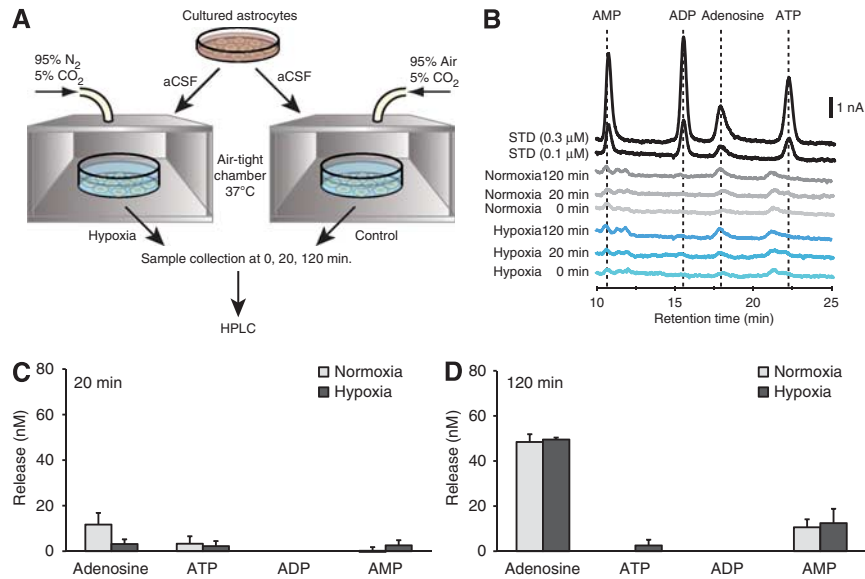 A
Cultured astrocytes
95% N2
5% CO2
aCSF
aCSF
95% Air
5% CO2
Air-tight
chamber
37°C
Hypoxia
Control
Sample collection at 0, 20, 120 min.
HPLC
B
AMP
ADP
Adenosine
ATP
1 nA
STD (0.3 µM)
STD (0.1 µM)
Normoxia 120 min
Normoxia 20 min
Normoxia 0 min
Hypoxia 120 min
Hypoxia 20 min
Hypoxia 0 min
10 15 20 25
Retention time (min)
C
20 min
Normoxia
Hypoxia
Release (nM)
80
60
40
20
0
Adenosine ATP ADP AMP
D
120 min
Normoxia
Hypoxia
Release (nM)
80
60
40
20
0
Adenosine ATP ADP AMP